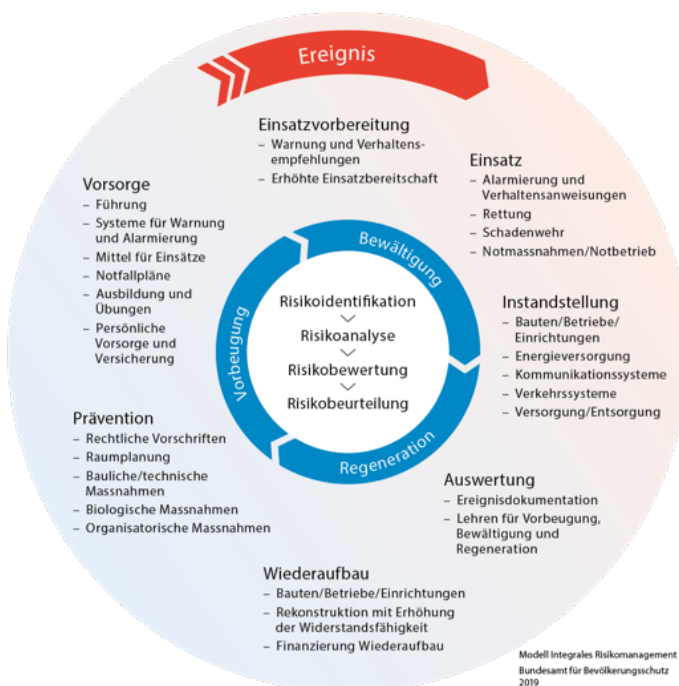 Ereignis
Einsatzvorbereitung
– Warnung und Verhaltens-
empfehlungen
– Erhöhte Einsatzbereitschaft
Einsatz
– Alarmierung und
Verhaltensanweisungen
– Rettung
– Schadenwehr
– Notmassnahmen/Notbetrieb
Instandstellung
– Bauten/Betriebe/
Einrichtungen
– Energieversorgung
– Kommunikationssysteme
– Verkehrssysteme
– Versorgung/Entsorgung
Auswertung
– Ereignisdokumentation
– Lehren für Vorbeugung,
Bewältigung und
Regeneration
Wiederaufbau
– Bauten/Betriebe/Einrichtungen
– Rekonstruktion mit Erhöhung
der Widerstandsfähigkeit
– Finanzierung Wiederaufbau
Prävention
– Rechtliche Vorschriften
– Raumplanung
– Bauliche/technische
Massnahmen
– Biologische Massnahmen
– Organisatorische Massnahmen
Vorsorge
– Führung
– Systeme für Warnung
und Alarmierung
– Mittel für Einsätze
– Notfallpläne
– Ausbildung und
Übungen
– Persönliche
Vorsorge und
Versicherung
Bewältigung
Regeneration
Vorbeugung
Risikoidentifikation
Risikoanalyse
Risikobewertung
Risikobeurteilung
Modell Integrales Risikomanagement
Bundesamt für Bevölkerungsschutz
2019